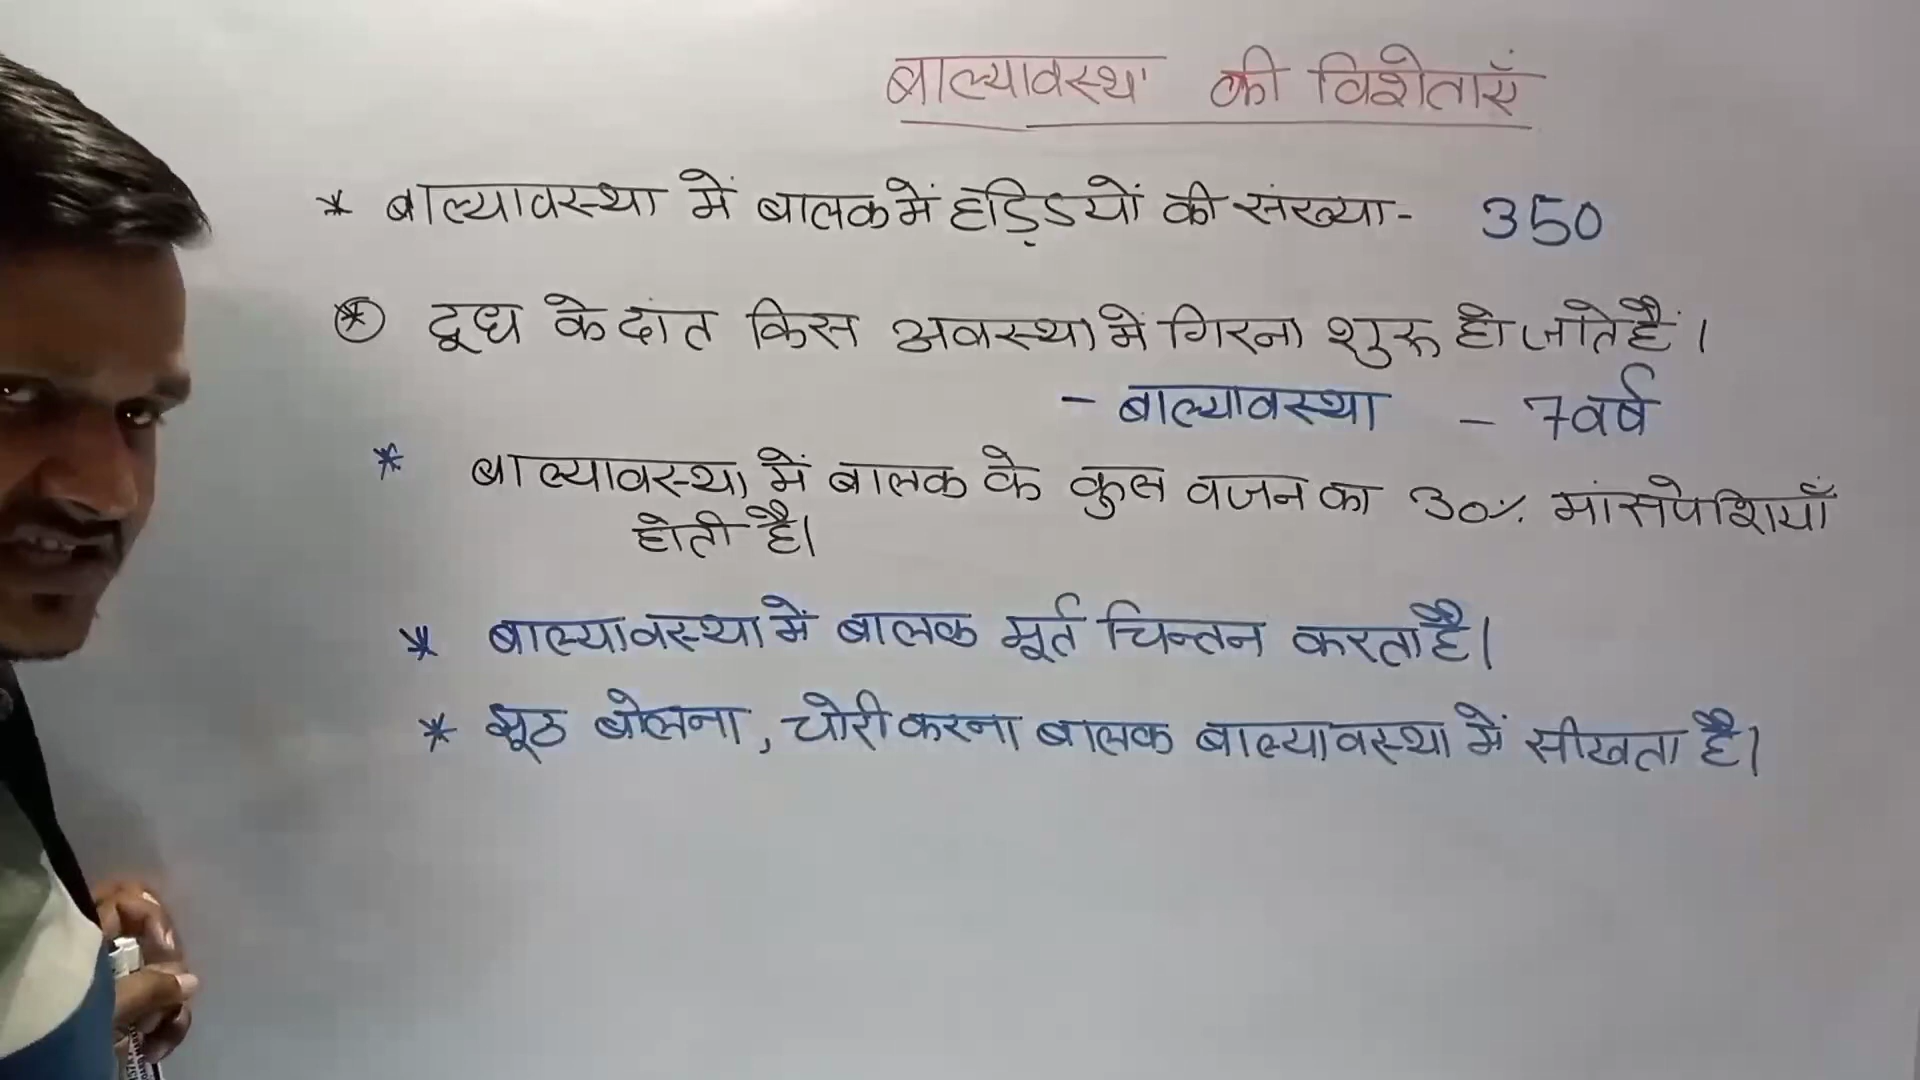 बाल्यावस्था की विशेताएँ
* बाल्यावस्था में बालक में हड्डियों की संख्या - 350
* दूध के दांत किस अवस्था में गिरना शुरू हो जाते हैं।
- बाल्यावस्था - 7 वर्ष
* बाल्यावस्था में बालक के कुल वजन का 30% मांसपेशियाँ
होती है।
* बाल्यावस्था में बालक मूर्त चिन्तन करता है।
* झूठ बोलना, चोरी करना बालक बाल्यावस्था में सीखता है।